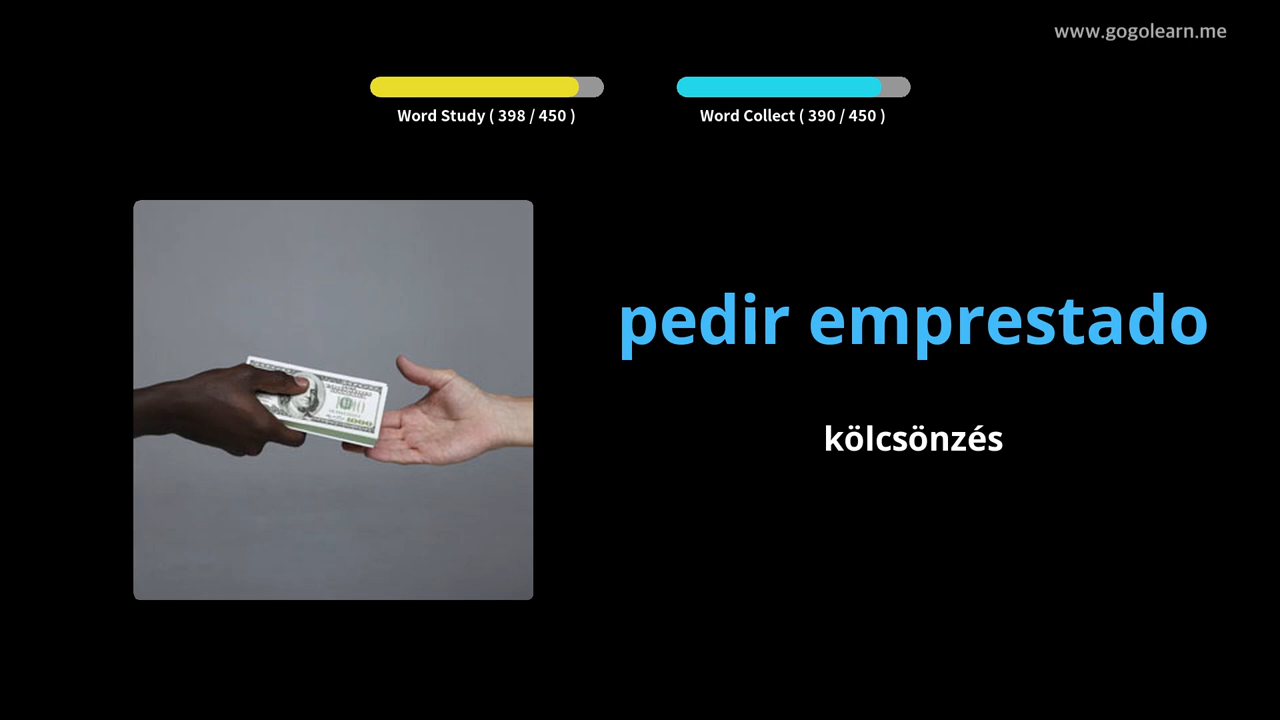 www.gogolearn.me
Word Study ( 398 / 450 )
Word Collect ( 390 / 450 )
pedir emprestado
kölcsönzés